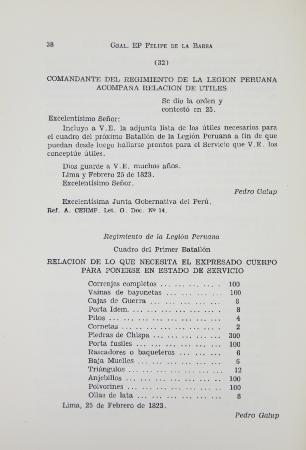 38 Gral. EP Felipe de la Barra
(32)
COMANDANTE DEL REGIMIENTO DE LA LEGION PERUANA
ACOMPAÑA RELACION DE UTILES
Se dio la orden y
contestó en 25.
Excelentísimo Señor:
Incluyo a V.E. la adjunta lista de los útiles necesarios para
el cuadro del próximo Batallón de la Legión Peruana a fin de que
puedan desde luego hallarse prontos para el Servicio que V.E. los
conceptúe útiles.
Dios guarde a V.E. muchos años.
Lima y Febrero 25 de 1823.
Excelentísimo Señor.
Pedro Galup
Excelentísima Junta Gobernativa del Perú.
Ref. A. CEHMP. Let. G. Doc. Nº 14.
Regimiento de la Legión Peruana
Cuadro del Primer Batallón
RELACION DE LO QUE NECESITA EL EXPRESADO CUERPO
PARA PONERSE EN ESTADO DE SERVICIO
Correjes completos ... ... ... ... . 100
Vainas de bayonetas ... ... ... ... 100
Cajas de Guerra ... ... ... ... ... 8
Porta Idem. ... ... ... ... ... ... 8
Pitos ... ... ... ... ... ... ... 4
Cornetas ... ... ... ... ... ... ... 2
Piedras de Chispa ... ... ... ... ... 300
Porta fusiles ... ... ... ... ... ... 100
Rascadores o baqueteros ... ... ... 6
Baja Muelles ... ... ... ... ... ... 6
Triángulos ... ... ... ... ... ... 12
Anjebillos ... ... ... ... ... ... 100
Polvorines ... ... ... ... ... ... 100
Ollas de lata ... ... ... ... ... ... 8
Lima, 25 de Febrero de 1823.
Pedro Galup